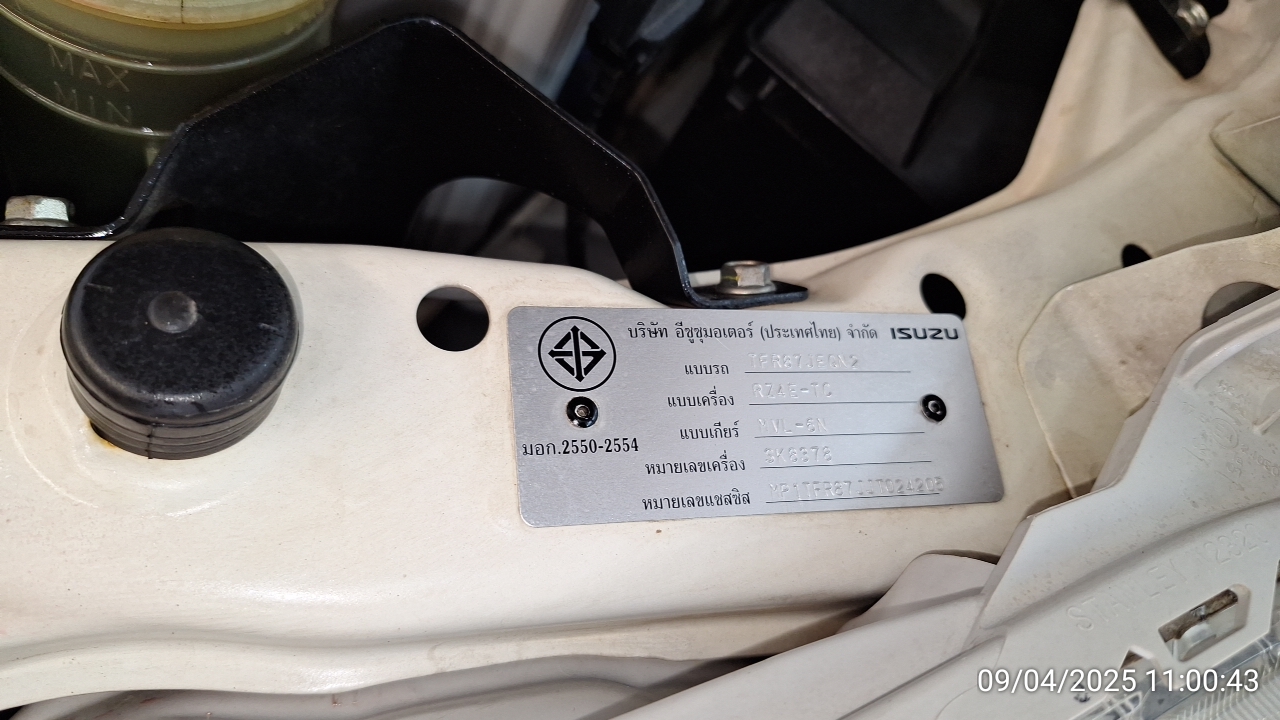 MAX
MIN
บริษัท อีซูซุมอเตอร์ (ประเทศไทย) จำกัด ISUZU
แบบรถ
แบบเครื่อง RZ4E-TC
แบบเกียร์ MVL-6N
มอก.2550-2554
หมายเลขเครื่อง
หมายเลขแชสซิส
STANLEY
09/04/2025 11:00:43